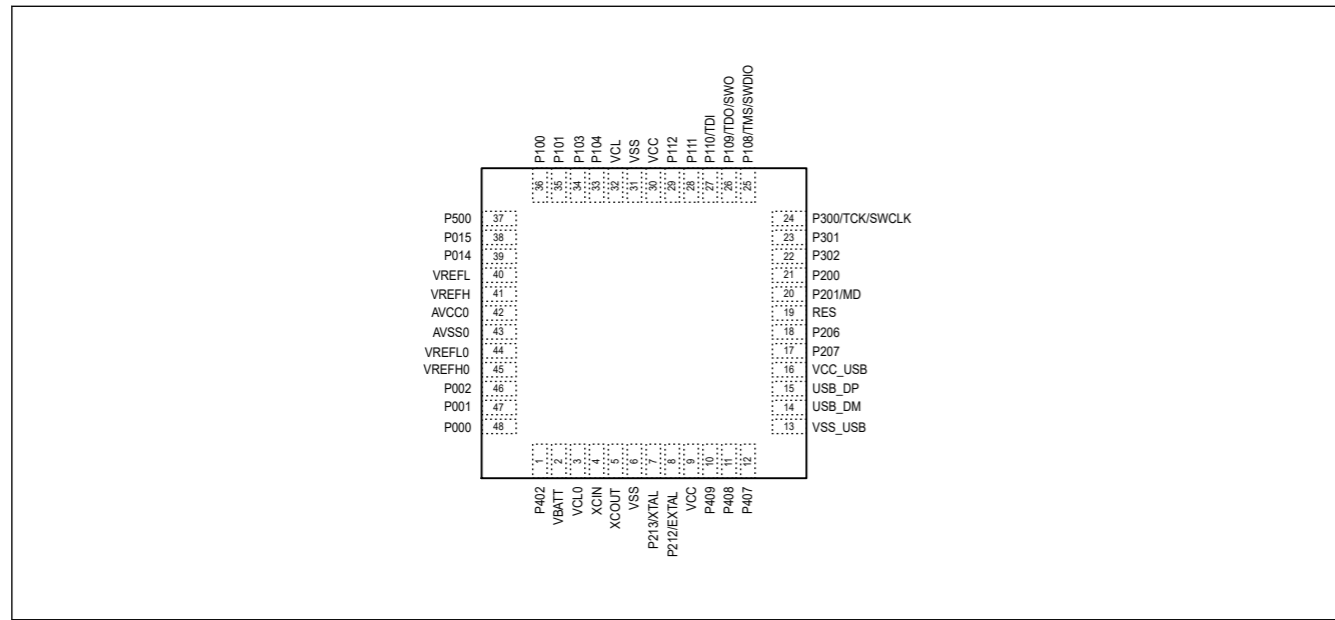 P100
P101
P103
P104
VCL
VSS
VCC
P112
P111
P110/TDI
P109/TDO/SWO
P108/TMS/SWDIO
36
35
34
33
32
31
30
29
28
27
26
25
P500 37
P015 38
P014 39
VREFL 40
VREFH 41
AVCC0 42
AVSS0 43
VREFL0 44
VREFH0 45
P002 46
P001 47
P000 48
24 P300/TCK/SWCLK
23 P301
22 P302
21 P200
20 P201/MD
19 RES
18 P206
17 P207
16 VCC_USB
15 USB_DP
14 USB_DM
13 VSS_USB
1
2
3
4
5
6
7
8
9
10
11
12
P402
VBATT
VCL0
XCIN
XCOUT
VSS
P213/XTAL
P212/EXTAL
VCC
P409
P408
P407